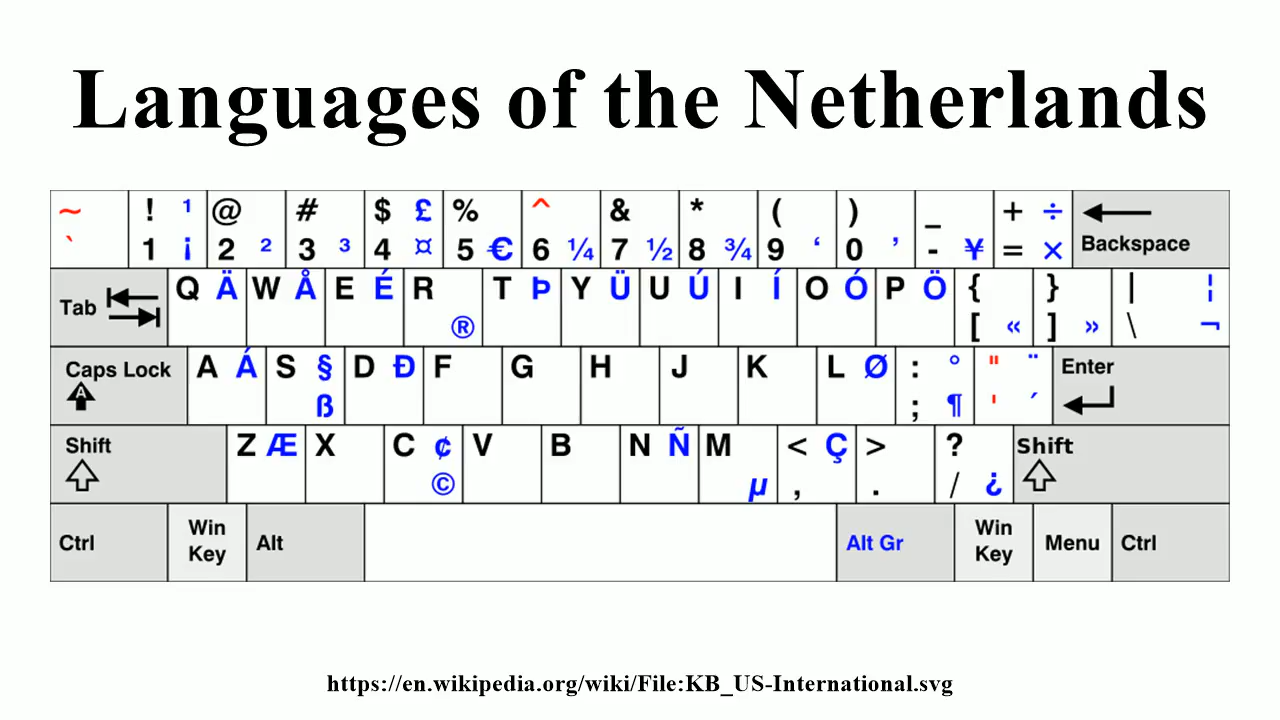 Languages of the Netherlands
~ ! ¹ @ # $ £ % ^ & * ( ) _ + ÷
` 1 ¡ 2 ² 3 ³ 4 ¤ 5 € 6 ¼ 7 ½ 8 ¾ 9 ‘ 0 ’ - ¥ = × Backspace
Tab Q Ä W Å E É R T Þ Y Ü U Ú I Í O Ó P Ö { } | ¦
® [ « ] » \ ¬
Caps Lock A Á S § D Ð F G H J K L Ø : ° " ¨ Enter
A ß ; ¶ ' ´
Shift Z Æ X C ¢ V B N Ñ M < Ç > ? Shift
© µ , . / ¿
Ctrl Win Key Alt Alt Gr Win Key Menu Ctrl
https://en.wikipedia.org/wiki/File:KB_US-International.svg